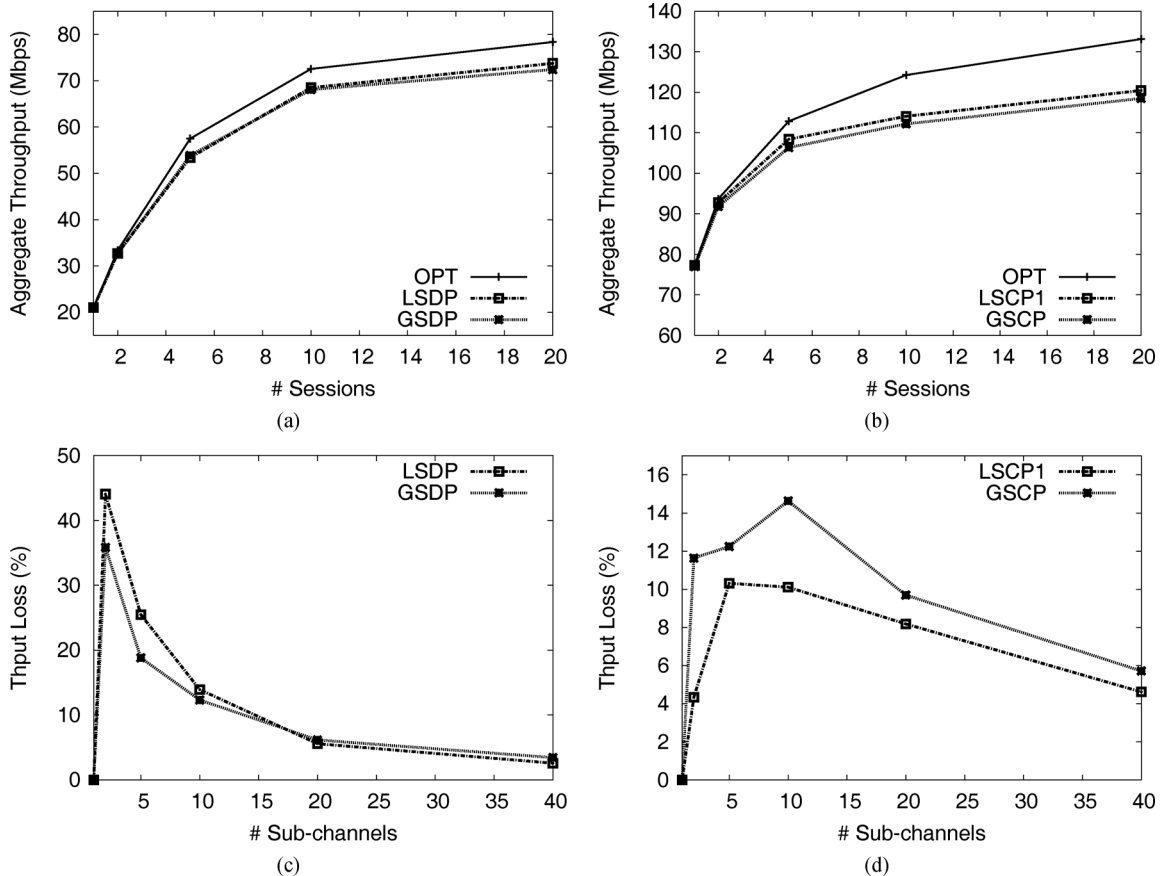 80
70
60
50
40
30
20
2 4 6 8 10 12 14 16 18 20
Aggregate Throughput (Mbps)
# Sessions
OPT
LSDP
GSDP
(a)
140
130
120
110
100
90
80
70
60
2 4 6 8 10 12 14 16 18 20
Aggregate Throughput (Mbps)
# Sessions
OPT
LSCP1
GSCP
(b)
50
40
30
20
10
0
5 10 15 20 25 30 35 40
Thput Loss (%)
# Sub-channels
LSDP
GSDP
(c)
16
14
12
10
8
6
4
2
0
5 10 15 20 25 30 35 40
Thput Loss (%)
# Sub-channels
LSCP1
GSCP
(d)